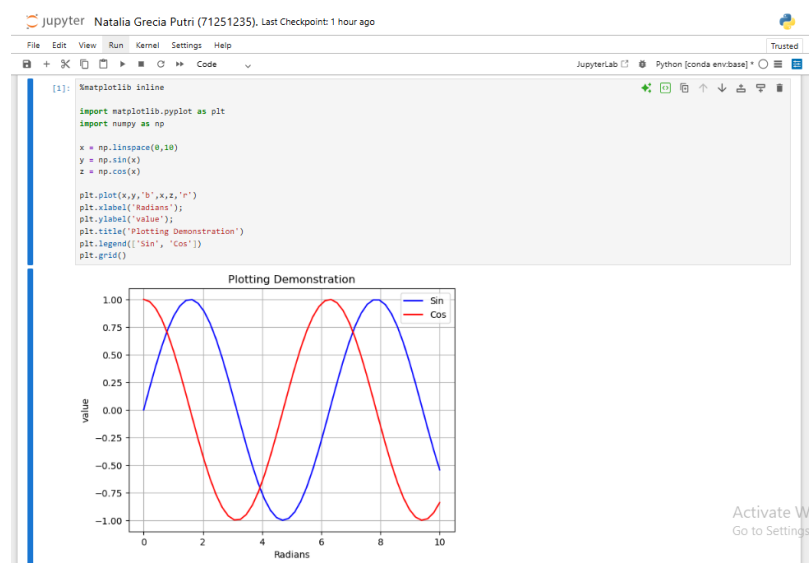 jupyter Natalia Grecia Putri (71251235). Last Checkpoint: 1 hour ago
File Edit View Run Kernel Settings Help
Trusted
Code
JupyterLab
Python [conda env:base] *
[1]: %matplotlib inline
import matplotlib.pyplot as plt
import numpy as np
x = np.linspace(0,10)
y = np.sin(x)
z = np.cos(x)
plt.plot(x,y,'b',x,z,'r')
plt.xlabel('Radians');
plt.ylabel('value');
plt.title('Plotting Demonstration')
plt.legend(['Sin', 'Cos'])
plt.grid()
Plotting Demonstration
Sin
Cos
1.00
0.75
0.50
0.25
0.00
−0.25
−0.50
−0.75
−1.00
value
0 2 4 6 8 10
Radians
Activate W
Go to Settings